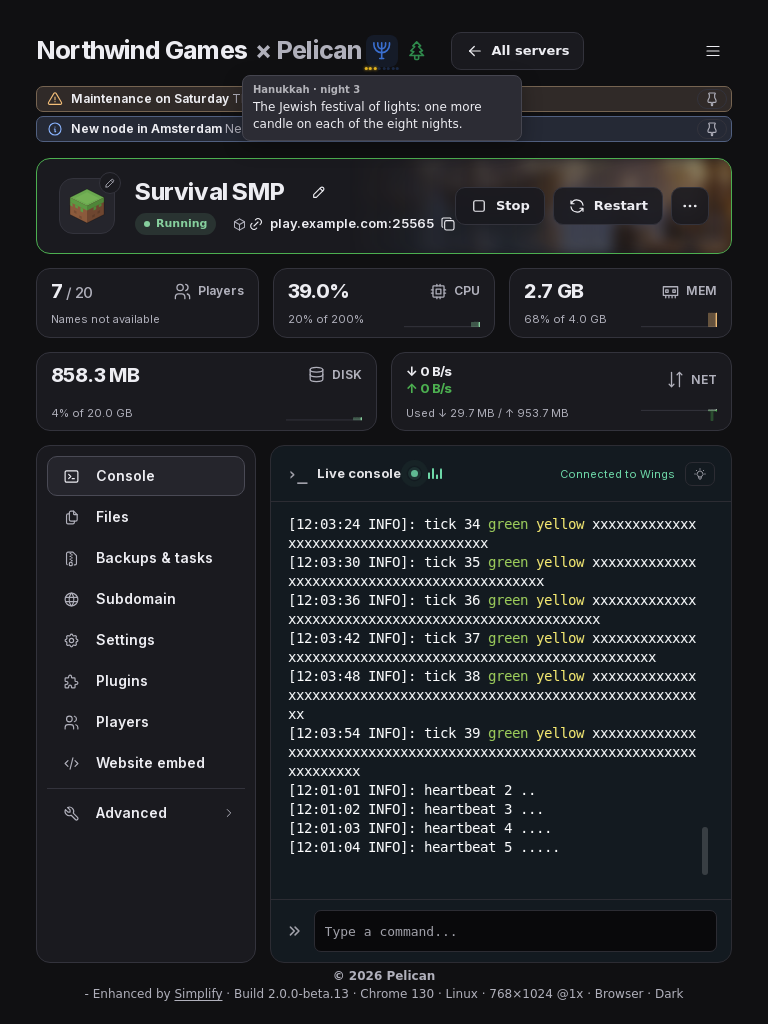 Northwind Games × Pelican
All servers
Hanukkah · night 3
The Jewish festival of lights: one more
candle on each of the eight nights.
Maintenance on Saturday T
New node in Amsterdam Ne
Survival SMP
Running
play.example.com:25565
Stop
Restart
7 / 20
Players
Names not available
39.0%
CPU
20% of 200%
2.7 GB
MEM
68% of 4.0 GB
858.3 MB
DISK
4% of 20.0 GB
↓ 0 B/s
↑ 0 B/s
NET
Used ↓ 29.7 MB / ↑ 953.7 MB
Console
Files
Backups & tasks
Subdomain
Settings
Plugins
Players
Website embed
Advanced
Live console
Connected to Wings
[12:03:24 INFO]: tick 34 green yellow xxxxxxxxxxxxx
xxxxxxxxxxxxxxxxxxxxxxxxx
[12:03:30 INFO]: tick 35 green yellow xxxxxxxxxxxxx
xxxxxxxxxxxxxxxxxxxxxxxxxxxxxxxx
[12:03:36 INFO]: tick 36 green yellow xxxxxxxxxxxxx
xxxxxxxxxxxxxxxxxxxxxxxxxxxxxxxxxxxxxxx
[12:03:42 INFO]: tick 37 green yellow xxxxxxxxxxxxx
xxxxxxxxxxxxxxxxxxxxxxxxxxxxxxxxxxxxxxxxxxxxxx
[12:03:48 INFO]: tick 38 green yellow xxxxxxxxxxxxx
xxxxxxxxxxxxxxxxxxxxxxxxxxxxxxxxxxxxxxxxxxxxxxxxxxx
xx
[12:03:54 INFO]: tick 39 green yellow xxxxxxxxxxxxx
xxxxxxxxxxxxxxxxxxxxxxxxxxxxxxxxxxxxxxxxxxxxxxxxxxx
xxxxxxxxx
[12:01:01 INFO]: heartbeat 2 ..
[12:01:02 INFO]: heartbeat 3 ...
[12:01:03 INFO]: heartbeat 4 ....
[12:01:04 INFO]: heartbeat 5 .....
Type a command...
© 2026 Pelican
- Enhanced by Simplify · Build 2.0.0-beta.13 · Chrome 130 · Linux · 768×1024 @1x · Browser · Dark